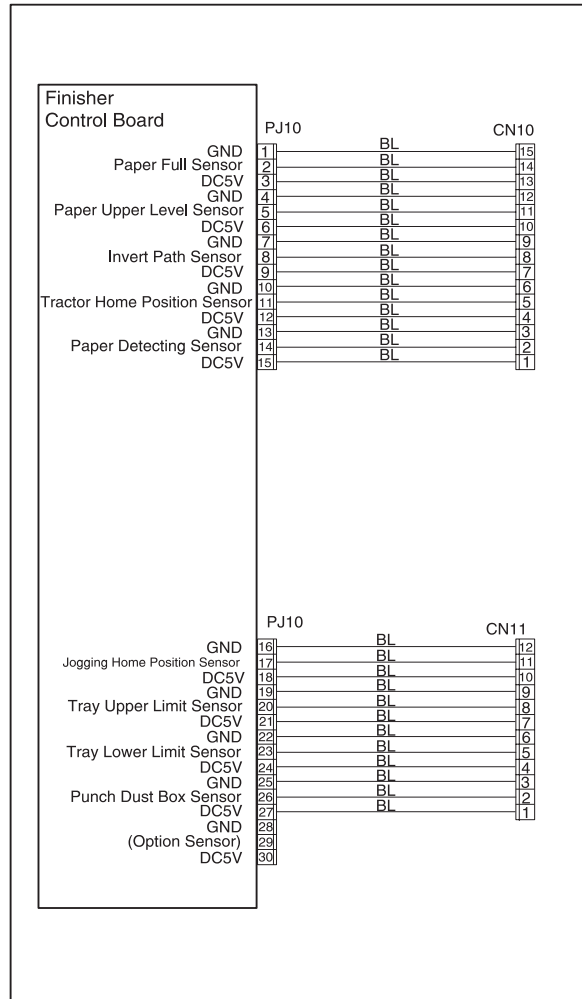 Finisher
Control Board
PJ10 CN10
GND 1 BL 15
Paper Full Sensor 2 BL 14
DC5V 3 BL 13
GND 4 BL 12
Paper Upper Level Sensor 5 BL 11
DC5V 6 BL 10
GND 7 BL 9
Invert Path Sensor 8 BL 8
DC5V 9 BL 7
GND 10 BL 6
Tractor Home Position Sensor 11 BL 5
DC5V 12 BL 4
GND 13 BL 3
Paper Detecting Sensor 14 BL 2
DC5V 15 BL 1
PJ10 CN11
GND 16 BL 12
Jogging Home Position Sensor 17 BL 11
DC5V 18 BL 10
GND 19 BL 9
Tray Upper Limit Sensor 20 BL 8
DC5V 21 BL 7
GND 22 BL 6
Tray Lower Limit Sensor 23 BL 5
DC5V 24 BL 4
GND 25 BL 3
Punch Dust Box Sensor 26 BL 2
DC5V 27 BL 1
GND 28
(Option Sensor) 29
DC5V 30